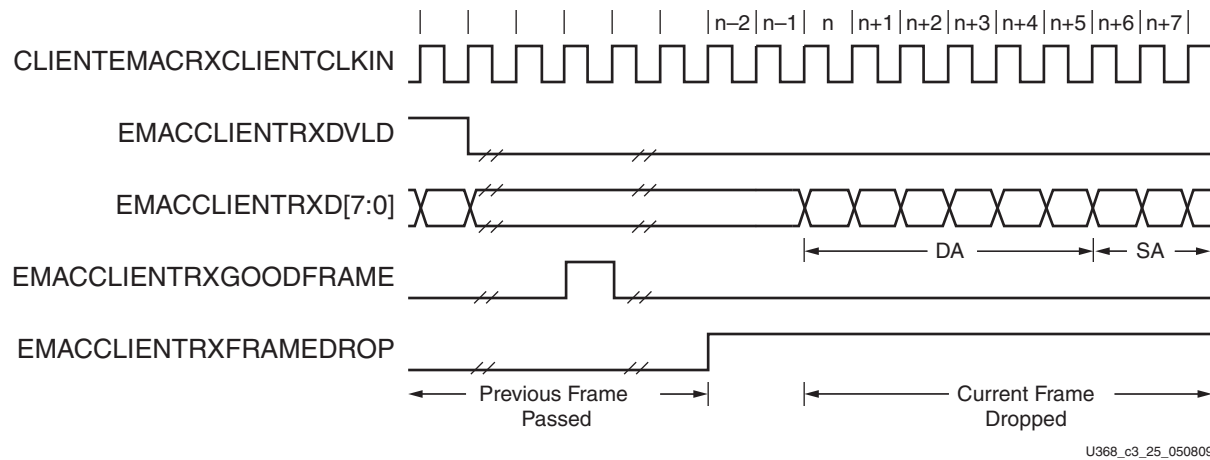 n–2 n–1 n n+1 n+2 n+3 n+4 n+5 n+6 n+7
CLIENTEMACRXCLIENTCLKIN
EMACCLIENTRXDVLD
EMACCLIENTRXD[7:0]
DA SA
EMACCLIENTRXGOODFRAME
EMACCLIENTRXFRAMEDROP
Previous Frame
Passed
Current Frame
Dropped
U368_c3_25_050809